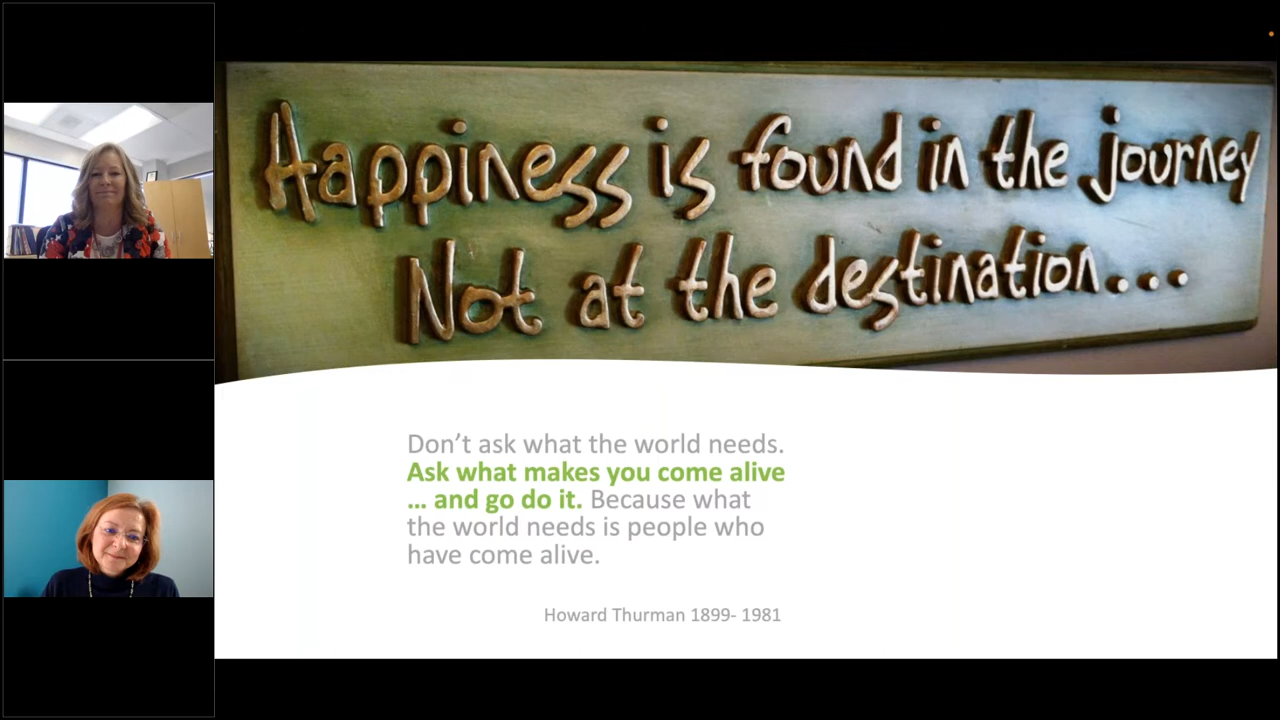 Happiness is found in the journey
Not at the destination...
Don't ask what the world needs.
Ask what makes you come alive
... and go do it. Because what
the world needs is people who
have come alive.
Howard Thurman 1899- 1981